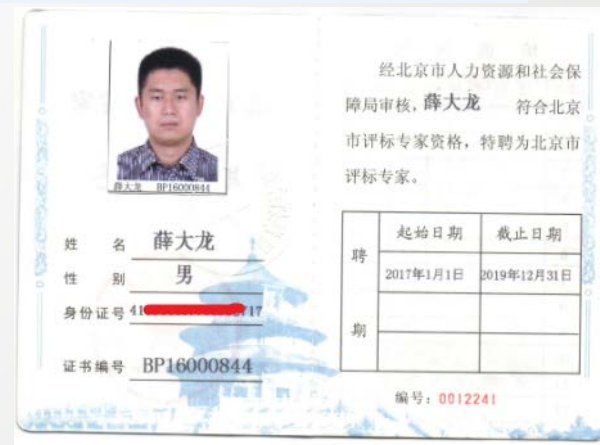 薛大龙 BP16000844
姓 名 薛大龙
性 别 男
身份证号 41 717
证书编号 BP16000844
经北京市人力资源和社会保
障局审核，薛大龙 符合北京
市评标专家资格，特聘为北京市
评标专家。
聘期
起始日期 截止日期
2017年1月1日 2019年12月31日
编号：0012241